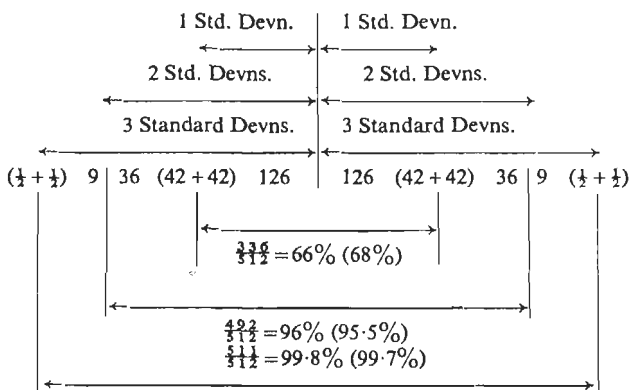 1 Std. Devn. 1 Std. Devn.
2 Std. Devns. 2 Std. Devns.
3 Standard Devns. 3 Standard Devns.
(½ + ½) 9 36 (42 + 42) 126 126 (42 + 42) 36 9 (½ + ½)
336/512 = 66% (68%)
492/512 = 96% (95·5%)
511/512 = 99·8% (99·7%)